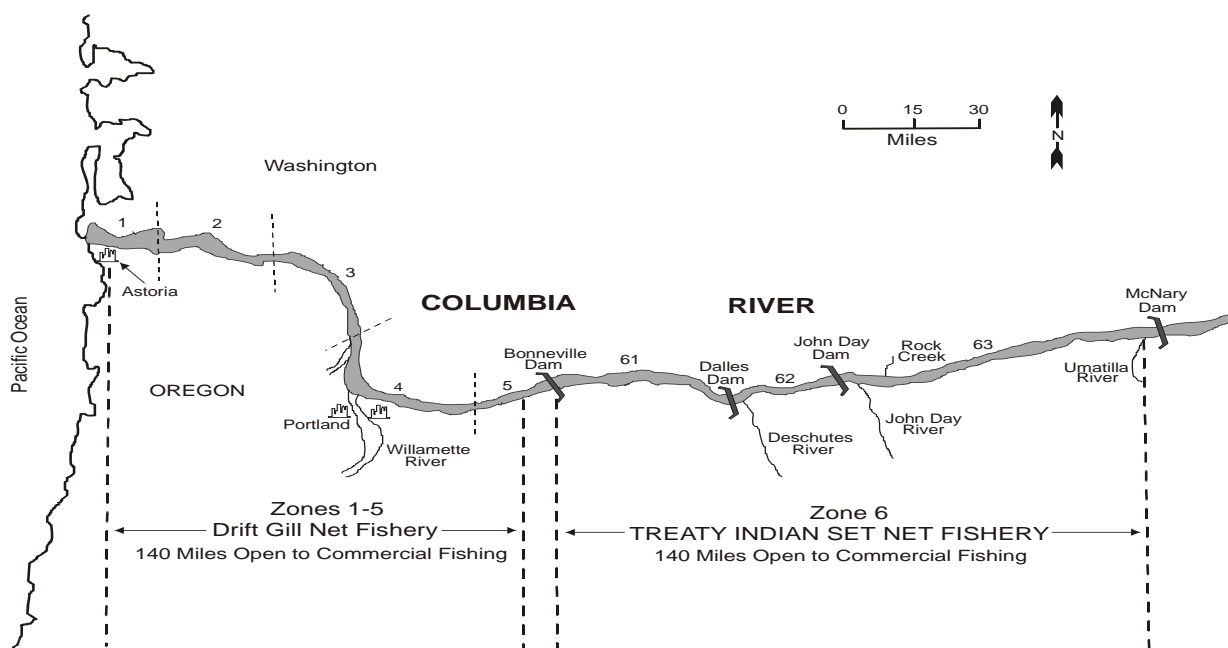 0 15 30
Miles
N
Washington
1
2
3
Astoria
Pacific Ocean
COLUMBIA RIVER
McNary
Dam
Bonneville
Dam
61
Dalles
Dam
62
John Day
Dam
Rock
Creek
63
Umatilla
River
OREGON
4
5
Portland
Willamette
River
Deschutes
River
John Day
River
Zones 1-5
Drift Gill Net Fishery
140 Miles Open to Commercial Fishing
Zone 6
TREATY INDIAN SET NET FISHERY
140 Miles Open to Commercial Fishing